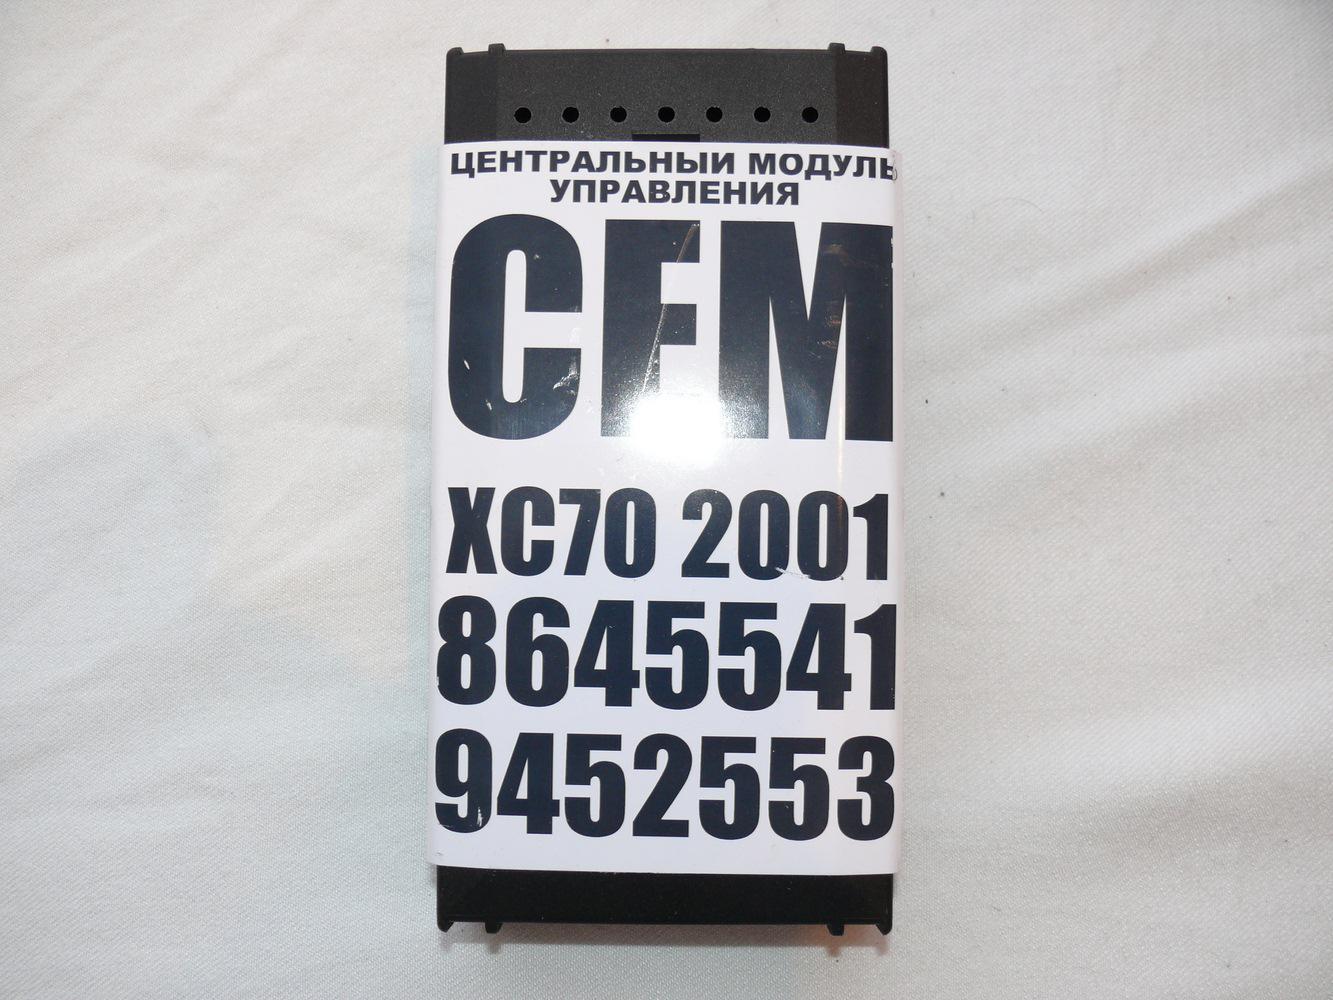 ЦЕНТРАЛЬНЫЙ МОДУЛЬ
УПРАВЛЕНИЯ
CEM
XC70 2001
8645541
9452553